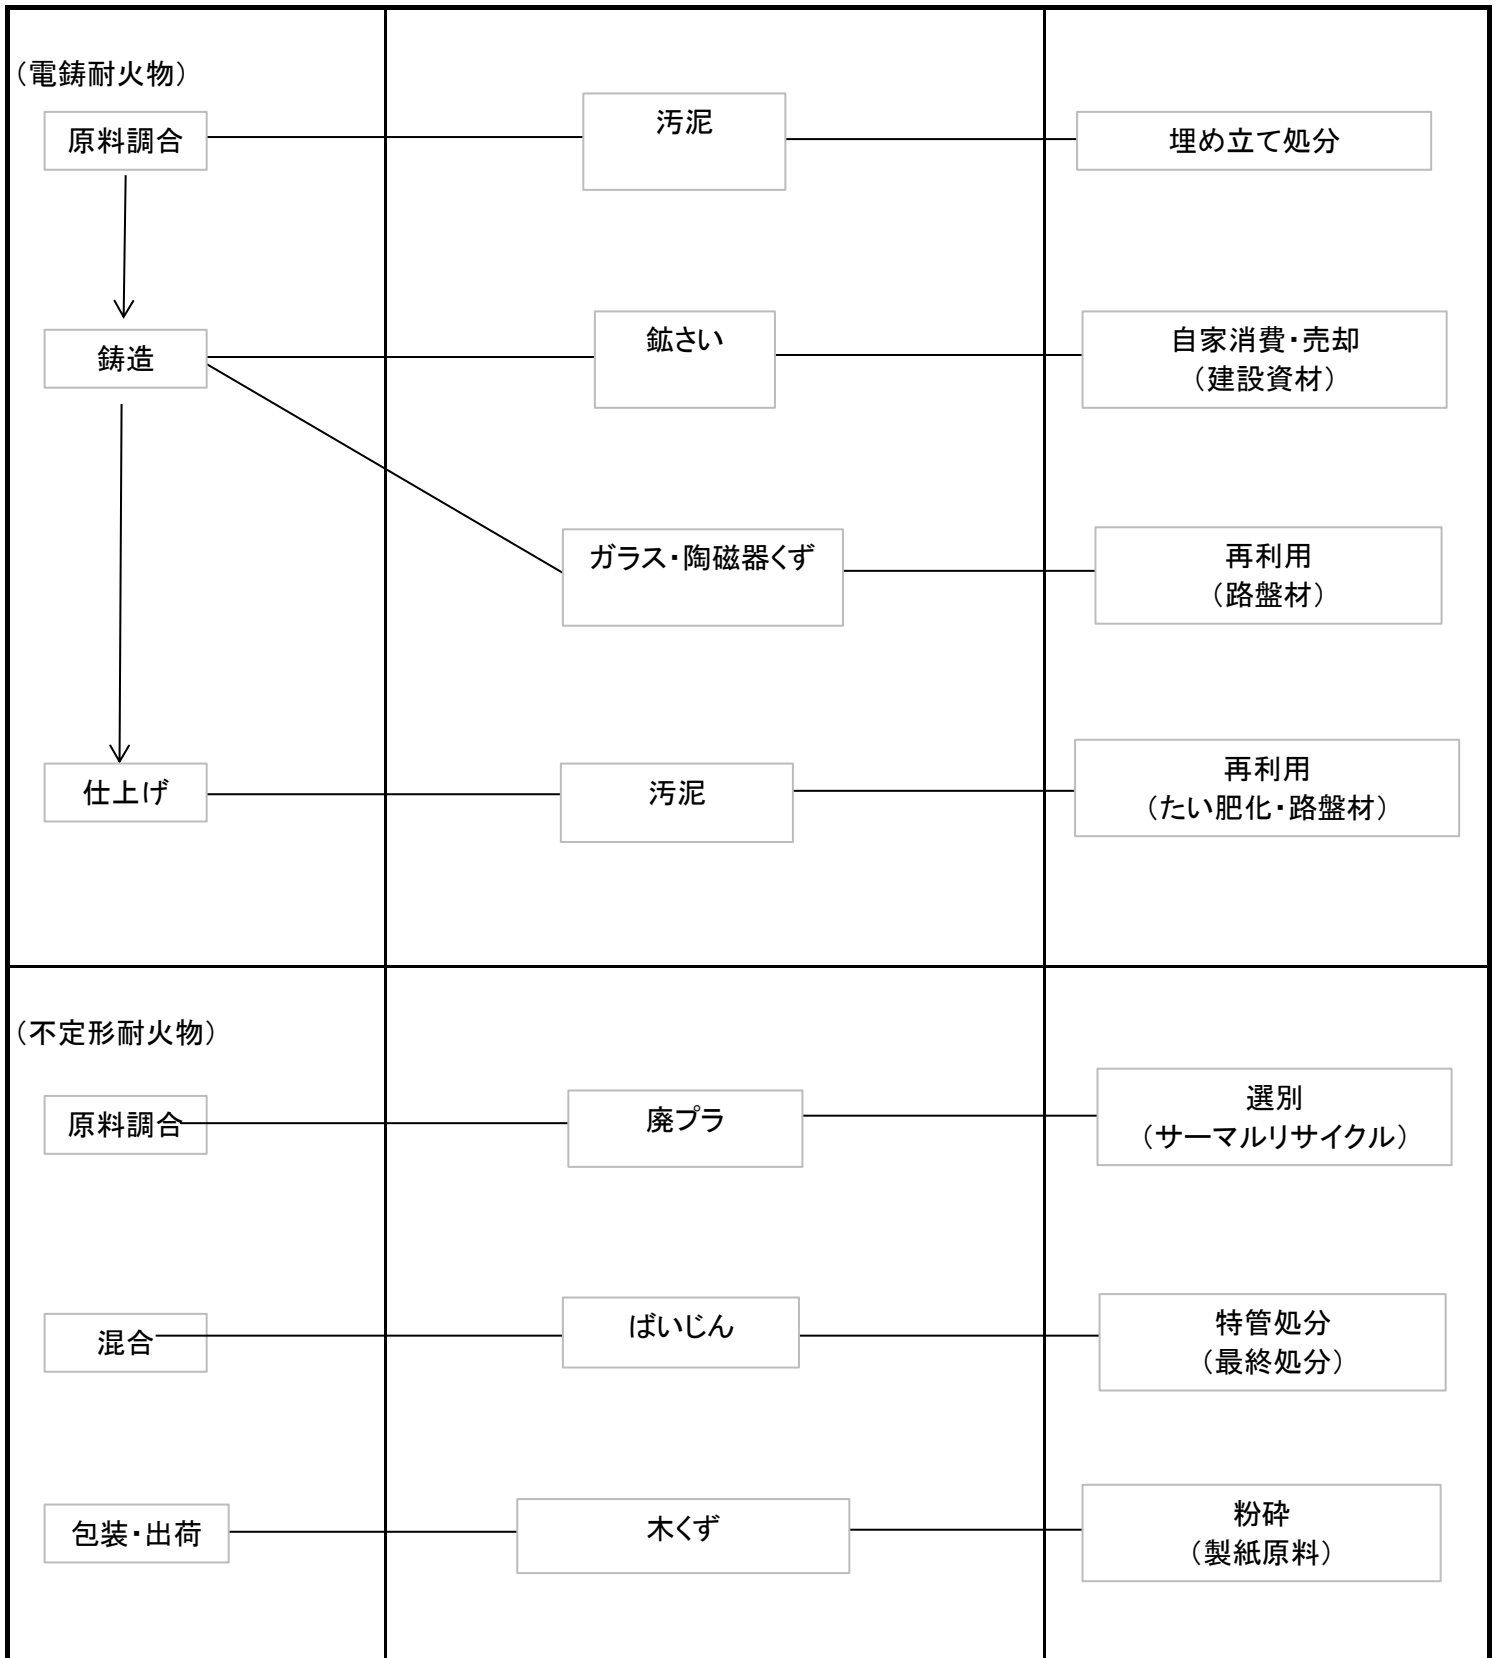 （電鋳耐火物）
原料調合
汚泥
埋め立て処分
鋳造
鉱さい
自家消費・売却
（建設資材）
ガラス・陶磁器くず
再利用
（路盤材）
仕上げ
汚泥
再利用
（たい肥化・路盤材）
（不定形耐火物）
原料調合
廃プラ
選別
（サーマルリサイクル）
混合
ばいじん
特管処分
（最終処分）
包装・出荷
木くず
粉砕
（製紙原料）